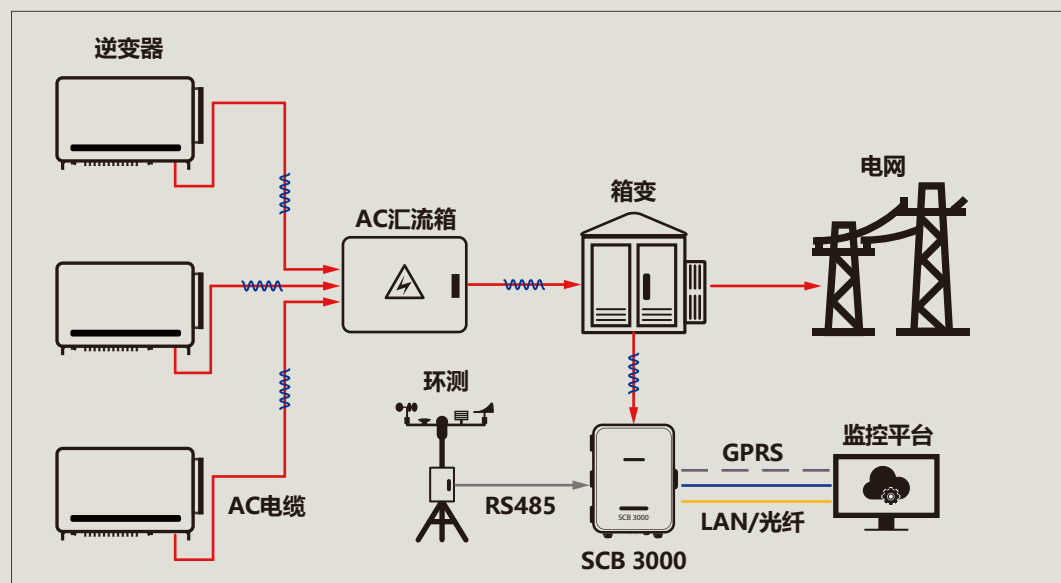 逆变器
电网
箱变
AC汇流箱
环测
监控平台
GPRS
AC电缆
RS485
SCB 3000
LAN/光纤
SCB 3000